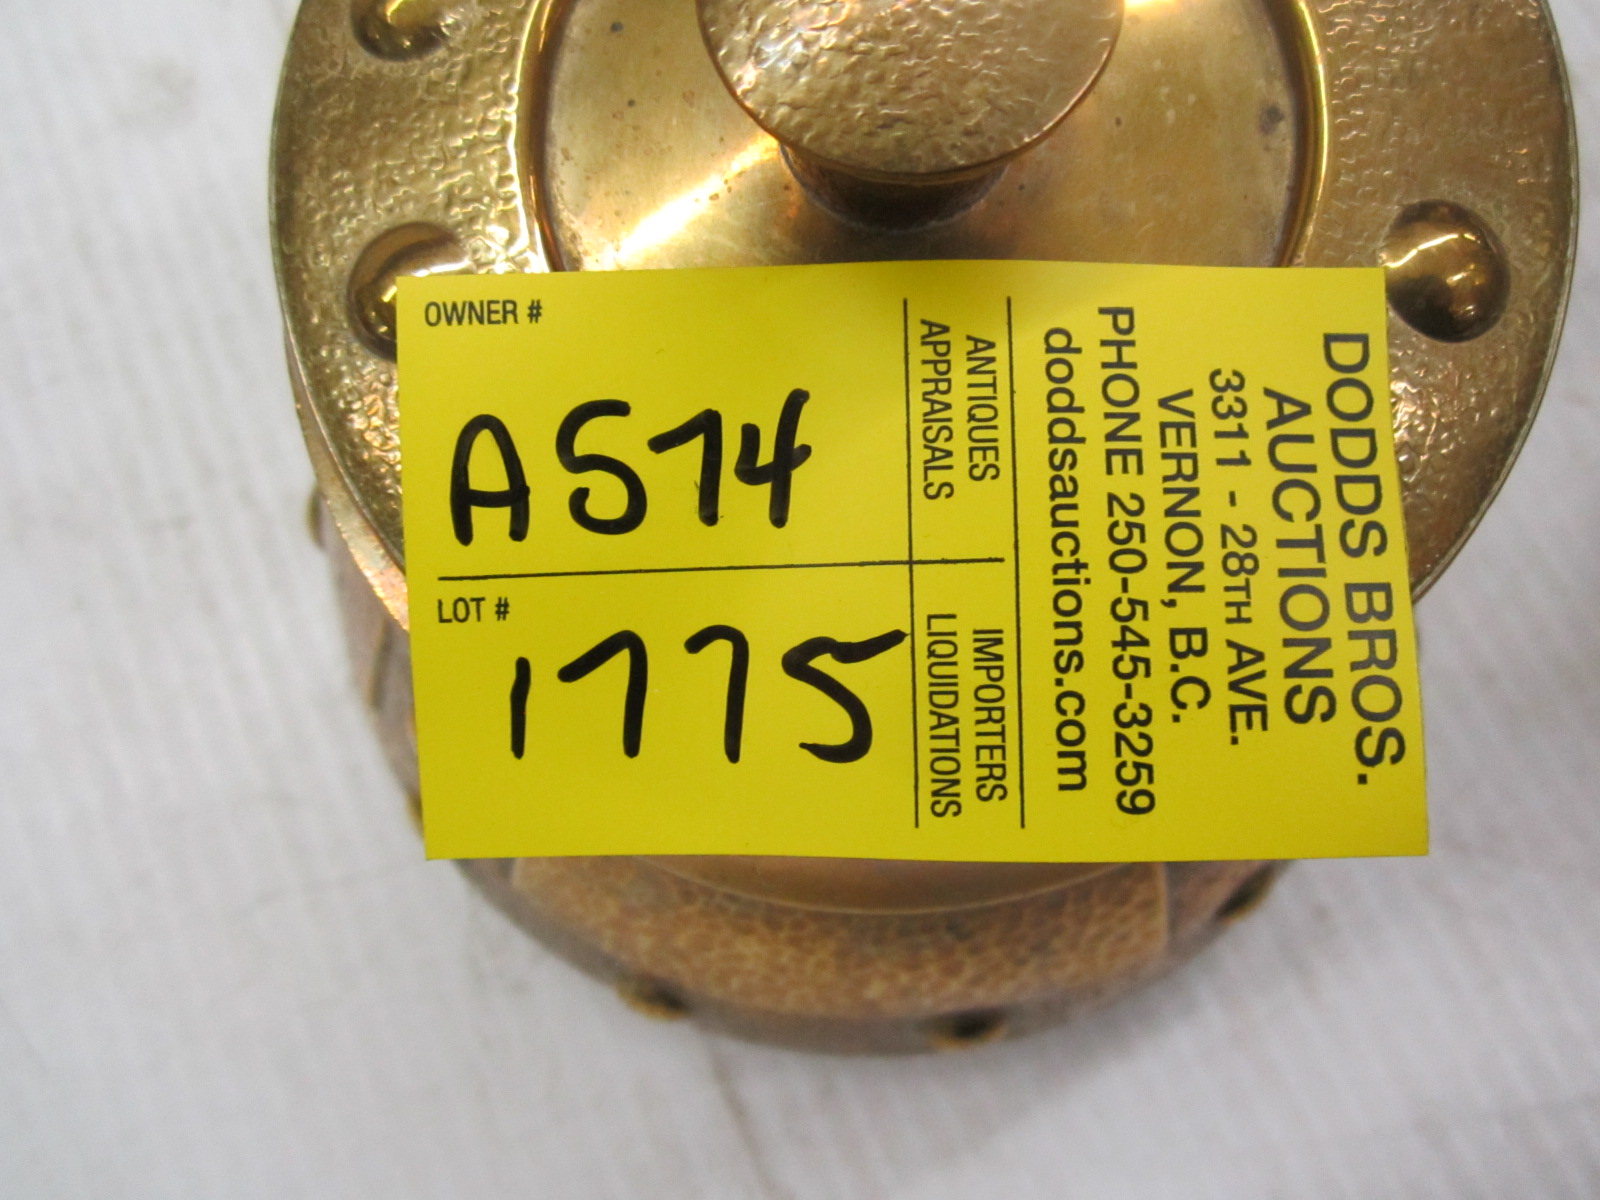 OWNER #
A574
LOT #
1775
ANTIQUES
APPRAISALS
IMPORTERS
LIQUIDATIONS
DODDS BROS.
AUCTIONS
3311 - 28TH AVE.
VERNON, B.C.
PHONE 250-545-3259
doddsauctions.com